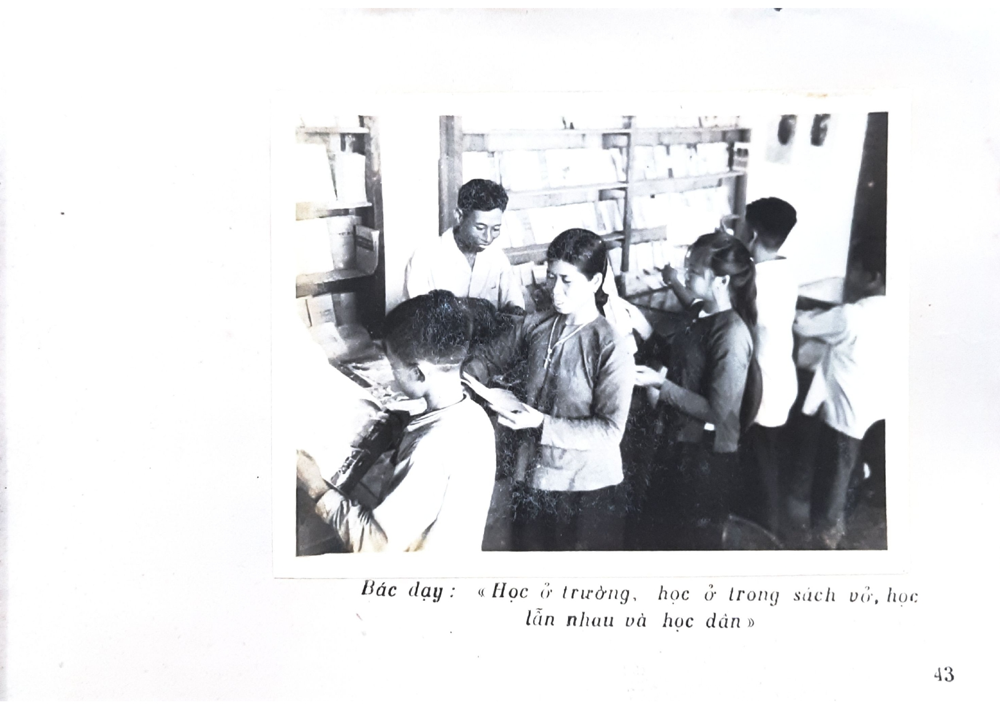 Bác dạy : « Học ở trường, học ở trong sách vở, học
lẫn nhau và học dân »
43